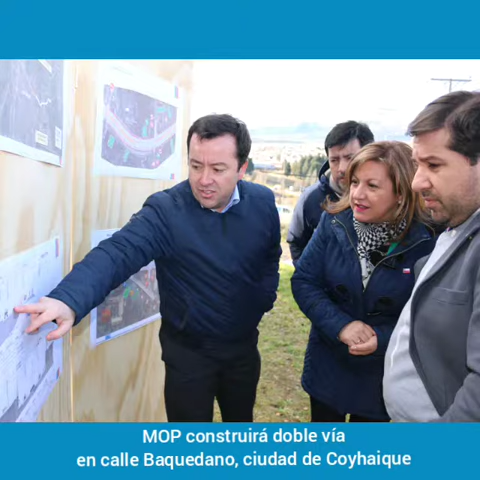 MOP construirá doble vía
en calle Baquedano, ciudad de Coyhaique